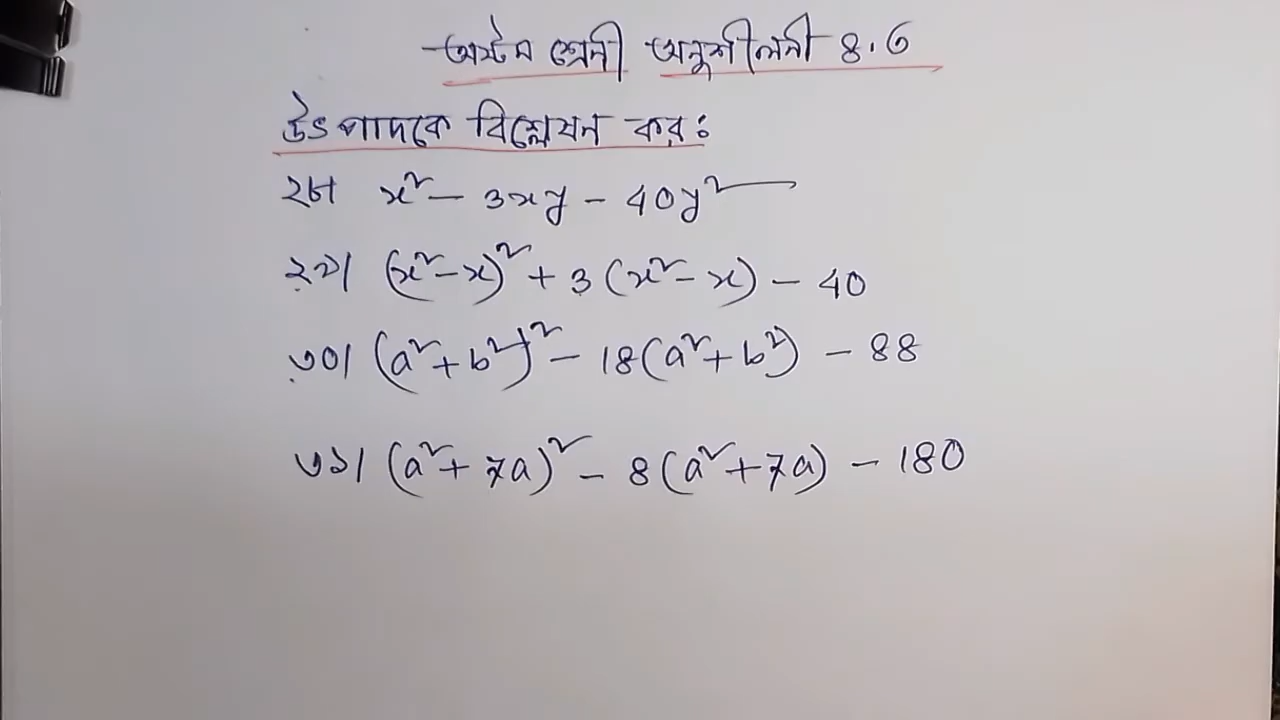 অষ্টম শ্রেনী অনুশীলনী ৪.৩
উৎপাদকে বিশ্লেষন কর:
২৮। x² - 3xy - 40y²
২৯। (x² - x)² + 3(x² - x) - 40
৩০। (a² + b²)² - 18(a² + b²) - 88
৩১। (a² + 7a)² - 8(a² + 7a) - 180